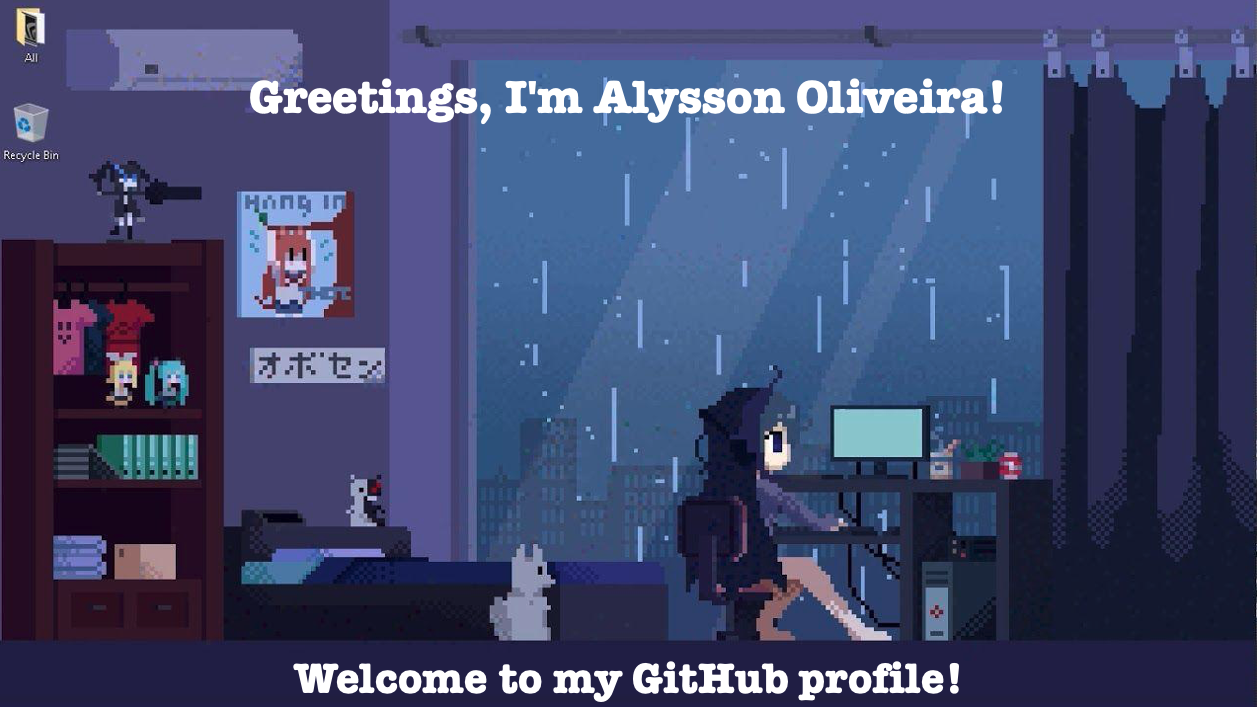 All
Greetings, I'm Alysson Oliveira!
Recycle Bin
HANG IN
オボセン
Welcome to my GitHub profile!